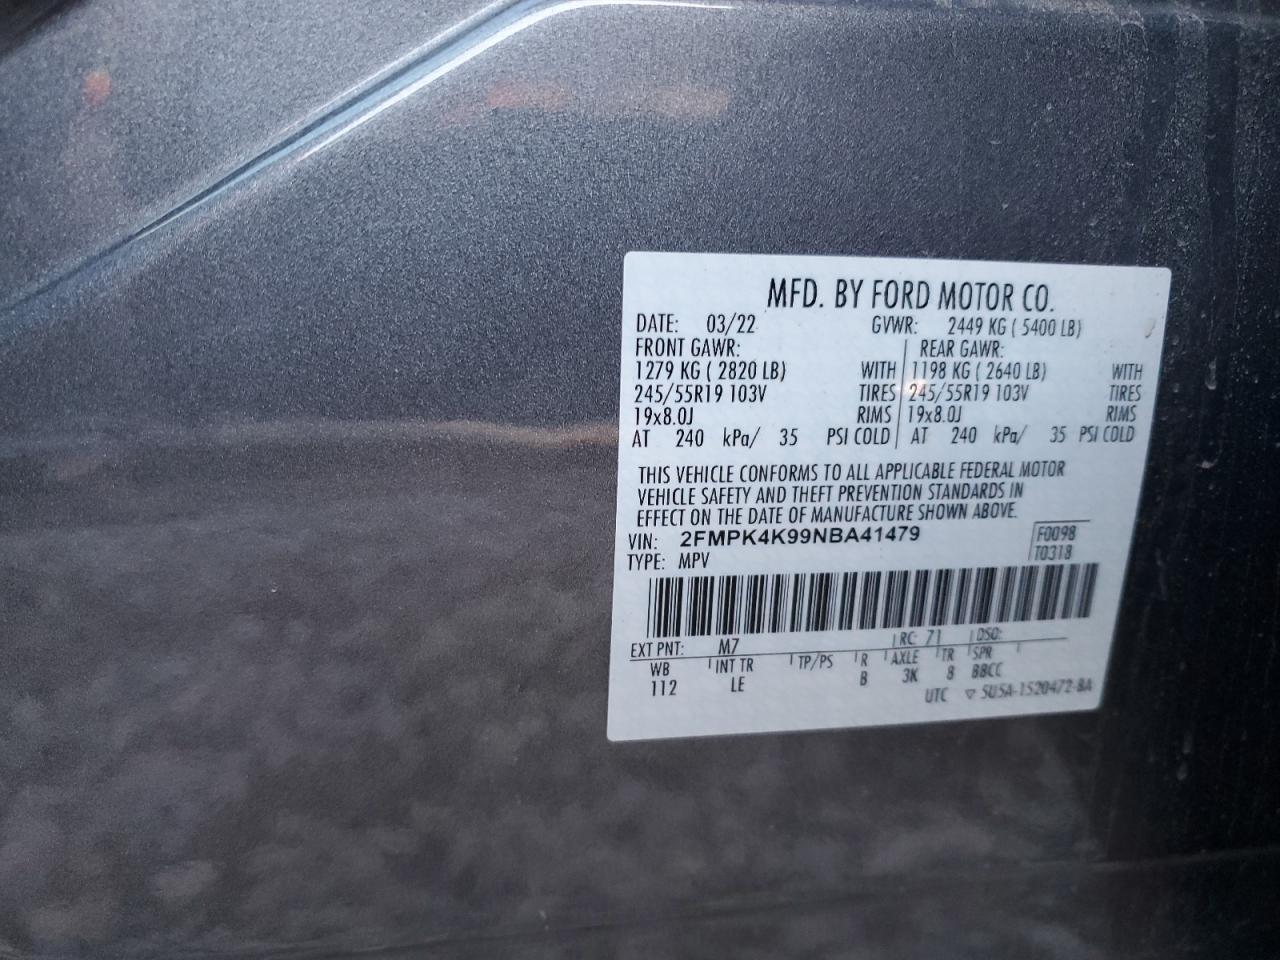 MFD. BY FORD MOTOR CO.
DATE: 03/22 GVWR: 2449 KG ( 5400 LB)
FRONT GAWR: REAR GAWR:
1279 KG ( 2820 LB) WITH 1198 KG ( 2640 LB) WITH
245/55R19 103V TIRES 245/55R19 103V TIRES
19x8.0J RIMS 19x8.0J RIMS
AT 240 kPa/ 35 PSI COLD AT 240 kPa/ 35 PSI COLD
THIS VEHICLE CONFORMS TO ALL APPLICABLE FEDERAL MOTOR
VEHICLE SAFETY AND THEFT PREVENTION STANDARDS IN
EFFECT ON THE DATE OF MANUFACTURE SHOWN ABOVE.
VIN: 2FMPK4K99NBA41479 F0098
TYPE: MPV T0318
EXT PNT: M7 RC: 71 DSO:
WB INT TR TP/PS R AXLE TR SPR
112 LE B 3K 8 BBCC
UTC ▽ 5U5A-1520472-BA